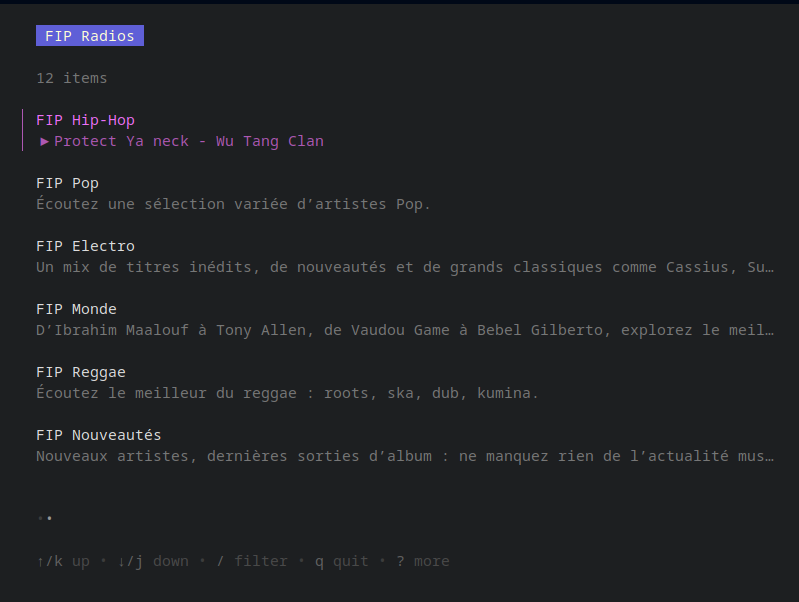 FIP Radios
12 items
FIP Hip-Hop
►Protect Ya neck - Wu Tang Clan
FIP Pop
Écoutez une sélection variée d’artistes Pop.
FIP Electro
Un mix de titres inédits, de nouveautés et de grands classiques comme Cassius, Su…
FIP Monde
D’Ibrahim Maalouf à Tony Allen, de Vaudou Game à Bebel Gilberto, explorez le meil…
FIP Reggae
Écoutez le meilleur du reggae : roots, ska, dub, kumina.
FIP Nouveautés
Nouveaux artistes, dernières sorties d’album : ne manquez rien de l’actualité mus…
••
↑/k up • ↓/j down • / filter • q quit • ? more